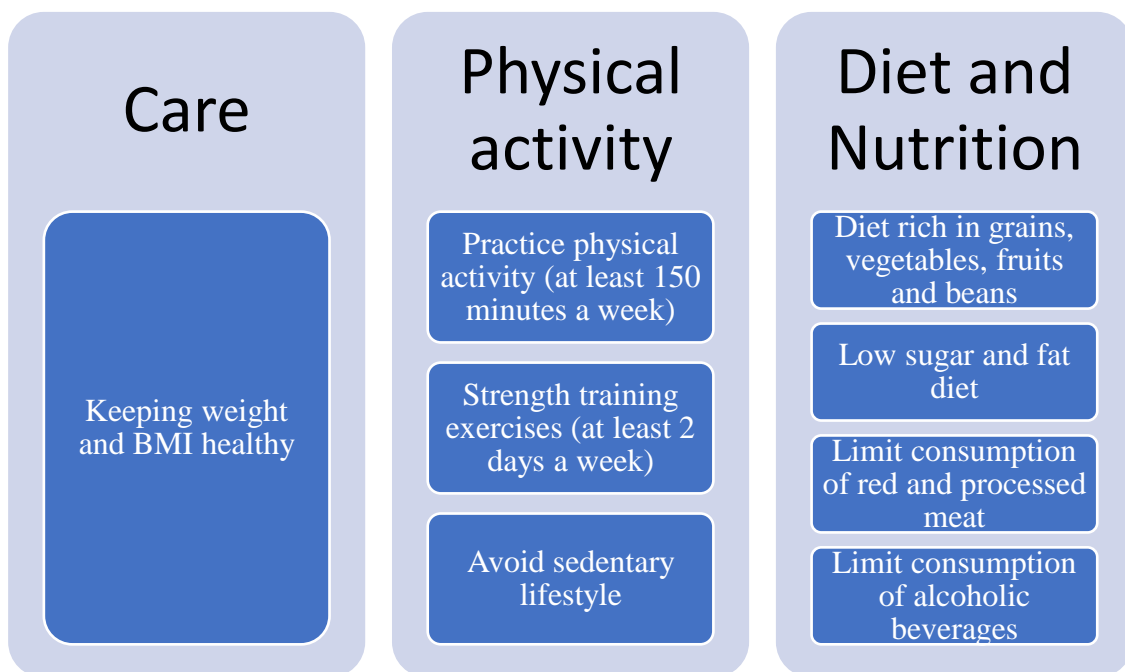 Care
Keeping weight
and BMI healthy
Physical
activity
Practice physical
activity (at least 150
minutes a week)
Strength training
exercises (at least 2
days a week)
Avoid sedentary
lifestyle
Diet and
Nutrition
Diet rich in grains,
vegetables, fruits
and beans
Low sugar and fat
diet
Limit consumption
of red and processed
meat
Limit consumption
of alcoholic
beverages